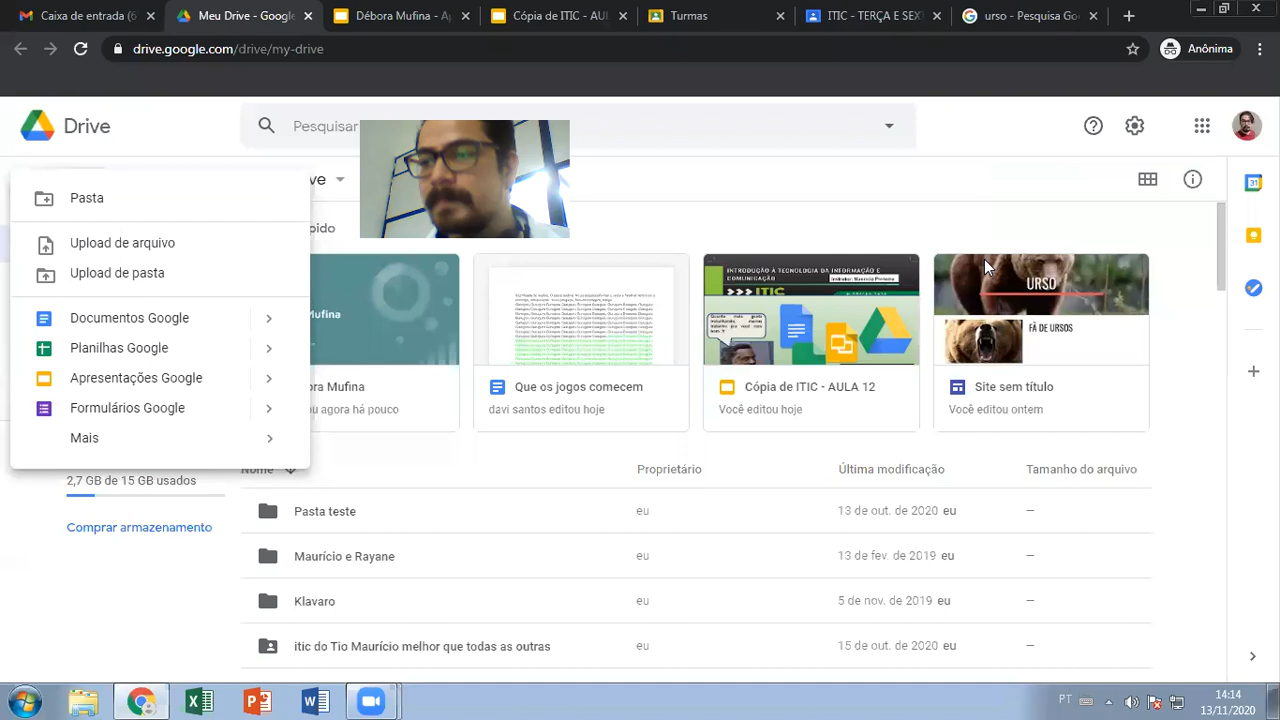 Caixa de entrada
Meu Drive - Google
Débora Mufina - Ap
Cópia de ITIC - AUL
Turmas
ITIC - TERÇA E SEX
urso - Pesquisa Go
drive.google.com/drive/my-drive
Anônima
Drive
Pesquisar
Pasta
Upload de arquivo
Upload de pasta
Documentos Google
Planilhas Google
Apresentações Google
Formulários Google
Mais
2,7 GB de 15 GB usados
Comprar armazenamento
ve
pido
Mufina
ra Mufina
ou agora há pouco
Que os jogos comecem
davi santos editou hoje
INTRODUÇÃO À TECNOLOGIA DA INFORMAÇÃO E
COMUNICAÇÃO
>>> ITIC
Cópia de ITIC - AULA 12
Você editou hoje
URSO
FÃ DE URSOS
Site sem título
Você editou ontem
Nome
Proprietário
Última modificação
Tamanho do arquivo
Pasta teste
eu
13 de out. de 2020 eu
—
Maurício e Rayane
eu
13 de fev. de 2019 eu
—
Klavaro
eu
5 de nov. de 2019 eu
—
itic do Tio Maurício melhor que todas as outras
eu
15 de out. de 2020 eu
—
31
PT
14:14
13/11/2020